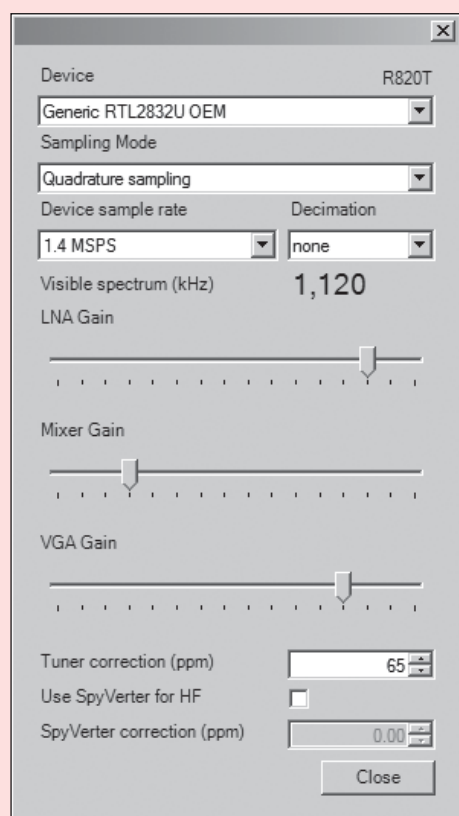 Device R820T
Generic RTL2832U OEM
Sampling Mode
Quadrature sampling
Device sample rate Decimation
1.4 MSPS none
Visible spectrum (kHz) 1,120
LNA Gain
Mixer Gain
VGA Gain
Tuner correction (ppm) 65
Use SpyVerter for HF
SpyVerter correction (ppm) 0.00
Close